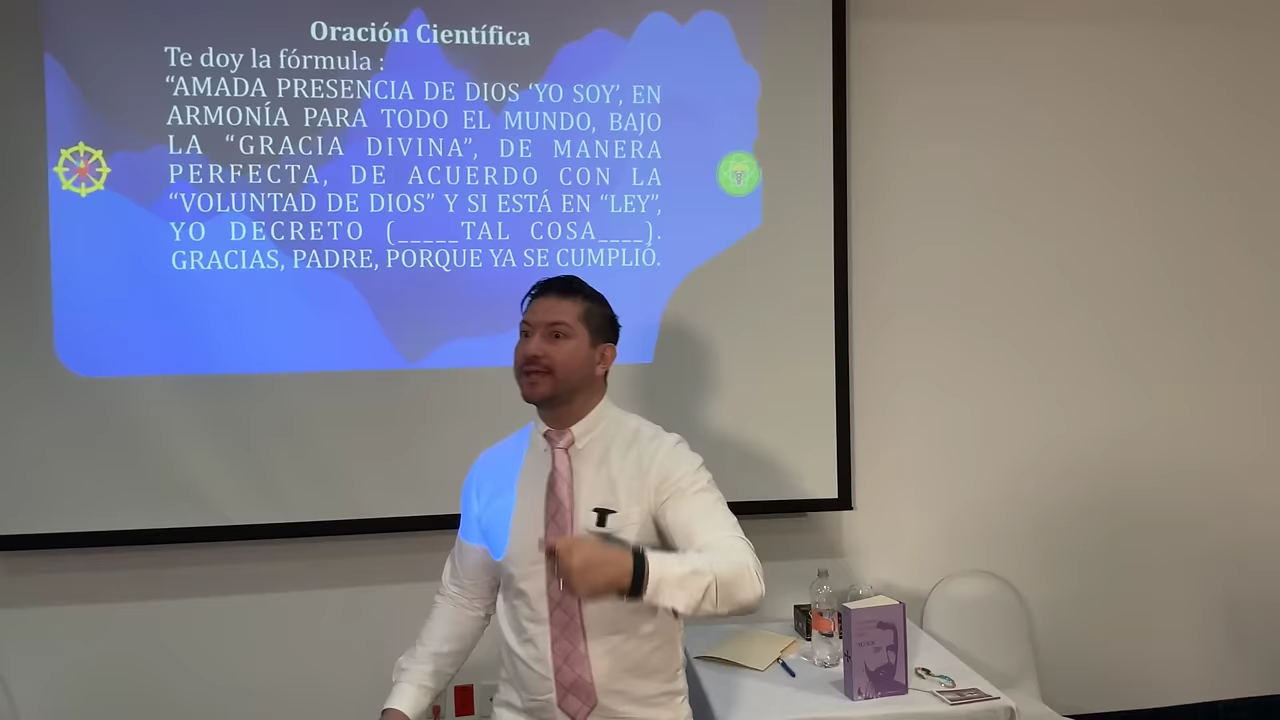 Oración Científica
Te doy la fórmula :
“AMADA PRESENCIA DE DIOS ‘YO SOY’, EN
ARMONÍA PARA TODO EL MUNDO, BAJO
LA “GRACIA DIVINA”, DE MANERA
PERFECTA, DE ACUERDO CON LA
“VOLUNTAD DE DIOS” Y SI ESTÁ EN “LEY”,
YO DECRETO (_____TAL COSA____).
GRACIAS, PADRE, PORQUE YA SE CUMPLIÓ.